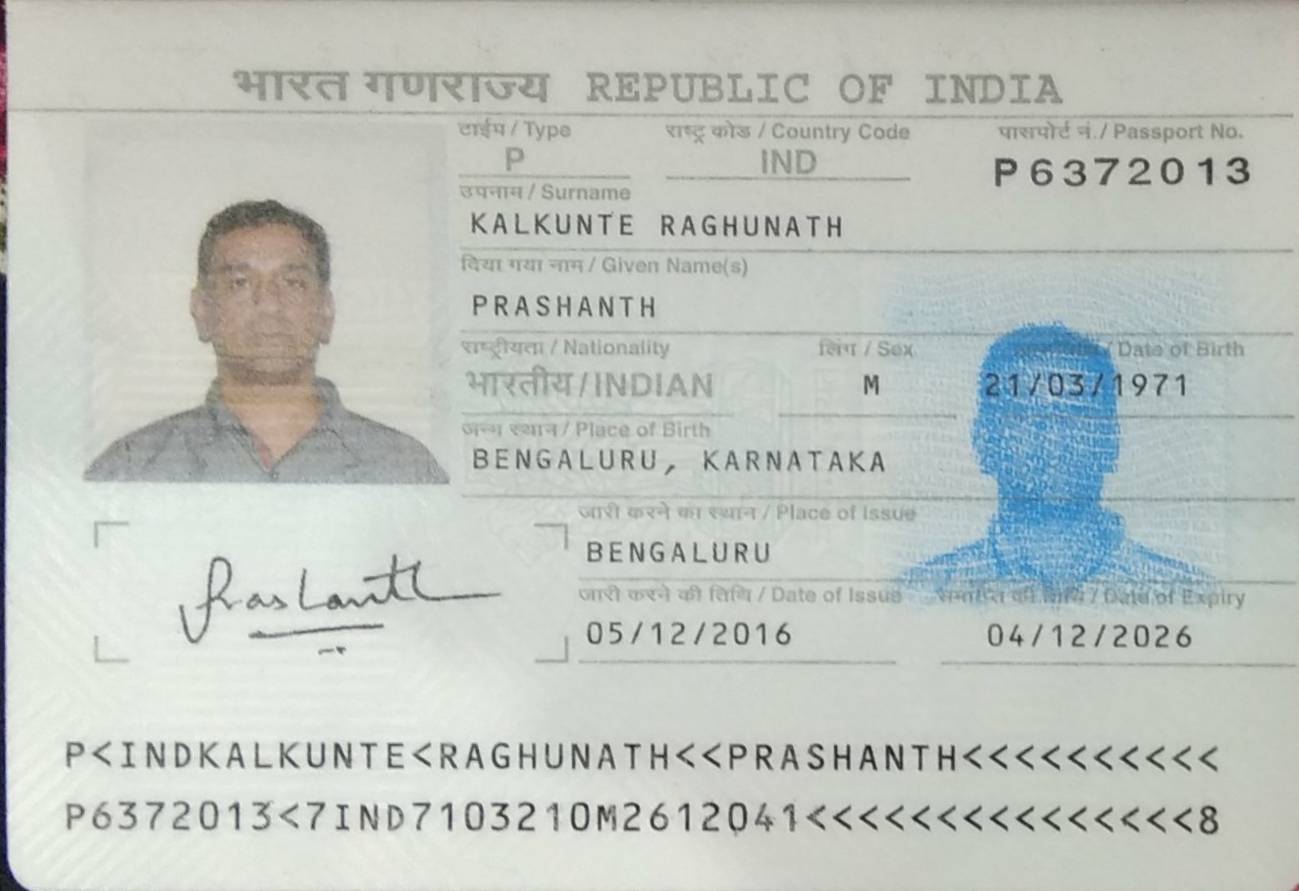 भारत गणराज्य REPUBLIC OF INDIA
टाईप / Type राष्ट्र कोड / Country Code पासपोर्ट नं./ Passport No.
P IND P6372013
उपनाम / Surname
KALKUNTE RAGHUNATH
दिया गया नाम / Given Name(s)
PRASHANTH
राष्ट्रीयता / Nationality लिंग / Sex / Date of Birth
भारतीय/INDIAN M 21/03/1971
जन्म स्थान / Place of Birth
BENGALURU, KARNATAKA
जारी करने का स्थान / Place of Issue
BENGALURU
Prashanth
जारी करने की तिथि / Date of Issue समाप्ति की तिथि / Date of Expiry
05/12/2016 04/12/2026
P<INDKALKUNTE<RAGHUNATH<<PRASHANTH<<<<<<<<<<
P6372013<7IND7103210M2612041<<<<<<<<<<<<<<<8